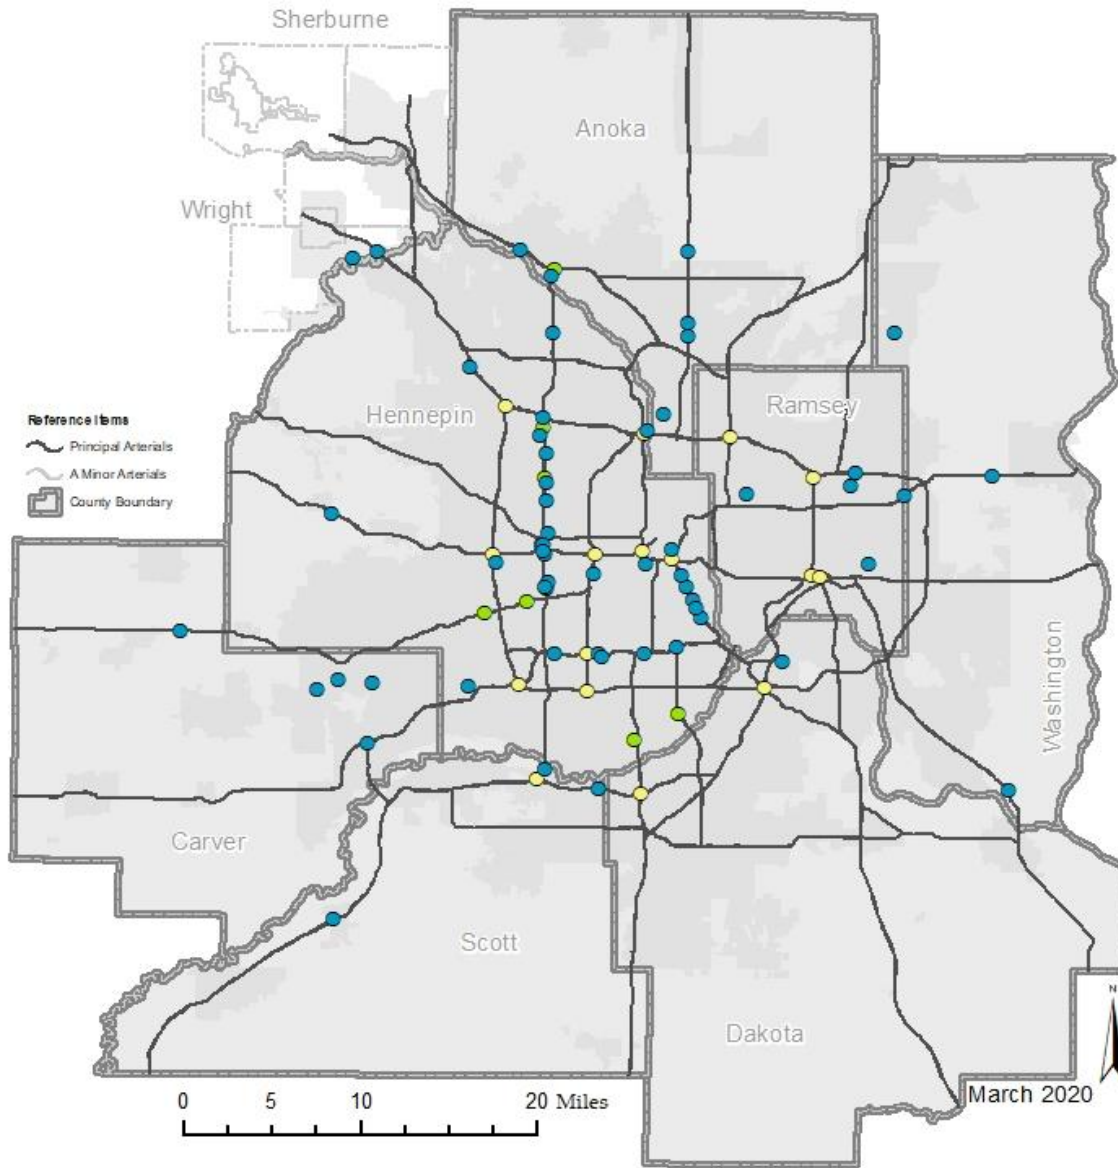 Sherburne
Anoka
Wright
Hennepin
Ramsey
Reference Items
Principal Arterials
A Minor Arterials
County Boundary
Washington
Carver
Scott
Dakota
N
March 2020
0 5 10 20 Miles